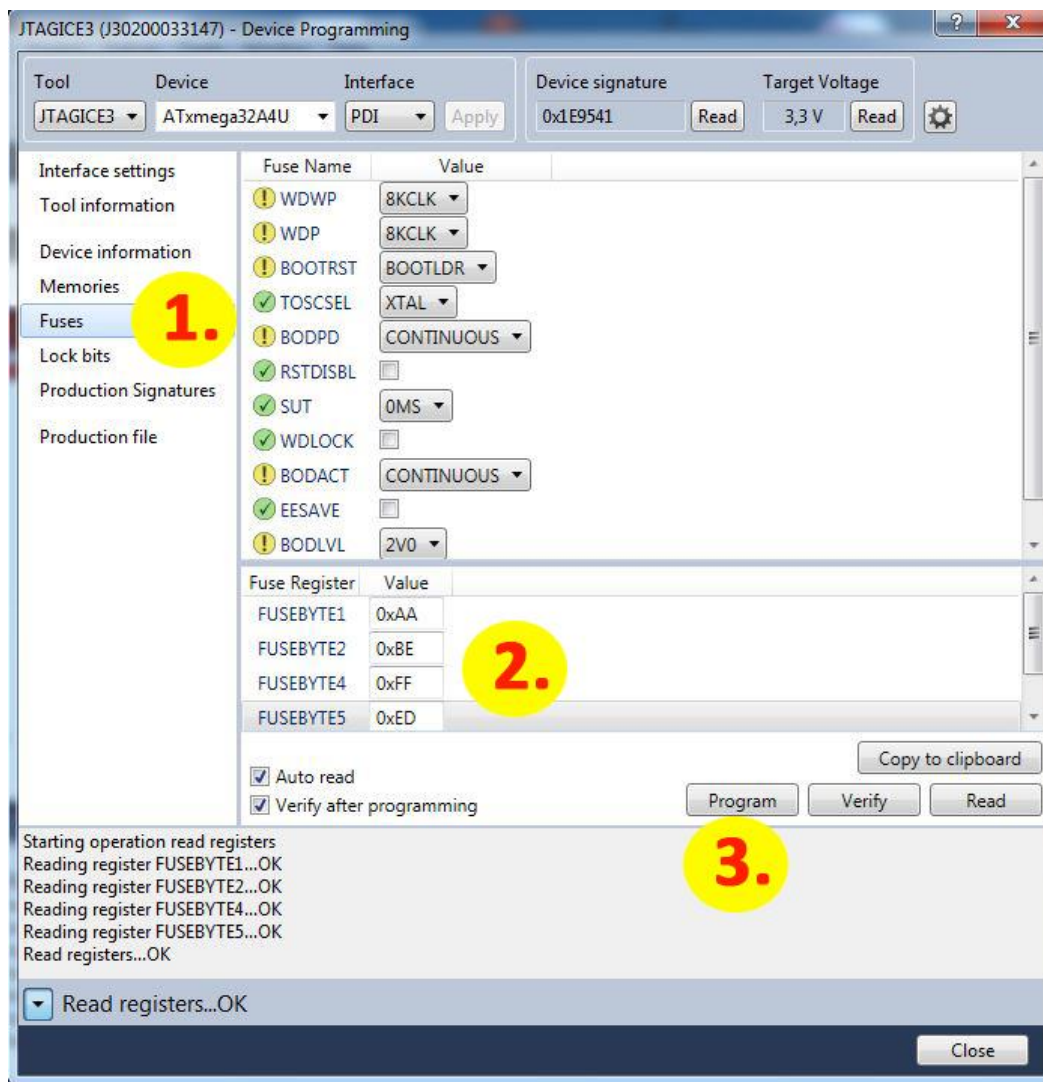 JTAGICE3 (J30200033147) - Device Programming
Tool Device Interface Device signature Target Voltage
JTAGICE3 ATxmega32A4U PDI Apply 0x1E9541 Read 3,3 V Read
Interface settings
Tool information
Device information
Memories
Fuses
Lock bits
Production Signatures
Production file
1.
Fuse Name Value
WDWP 8KCLK
WDP 8KCLK
BOOTRST BOOTLDR
TOSCSEL XTAL
BODPD CONTINUOUS
RSTDISBL
SUT 0MS
WDLOCK
BODACT CONTINUOUS
EESAVE
BODLVL 2V0
Fuse Register Value
FUSEBYTE1 0xAA
FUSEBYTE2 0xBE
FUSEBYTE4 0xFF
FUSEBYTE5 0xED
2.
Copy to clipboard
Auto read
Verify after programming
Program Verify Read
3.
Starting operation read registers
Reading register FUSEBYTE1...OK
Reading register FUSEBYTE2...OK
Reading register FUSEBYTE4...OK
Reading register FUSEBYTE5...OK
Read registers...OK
Read registers...OK
Close